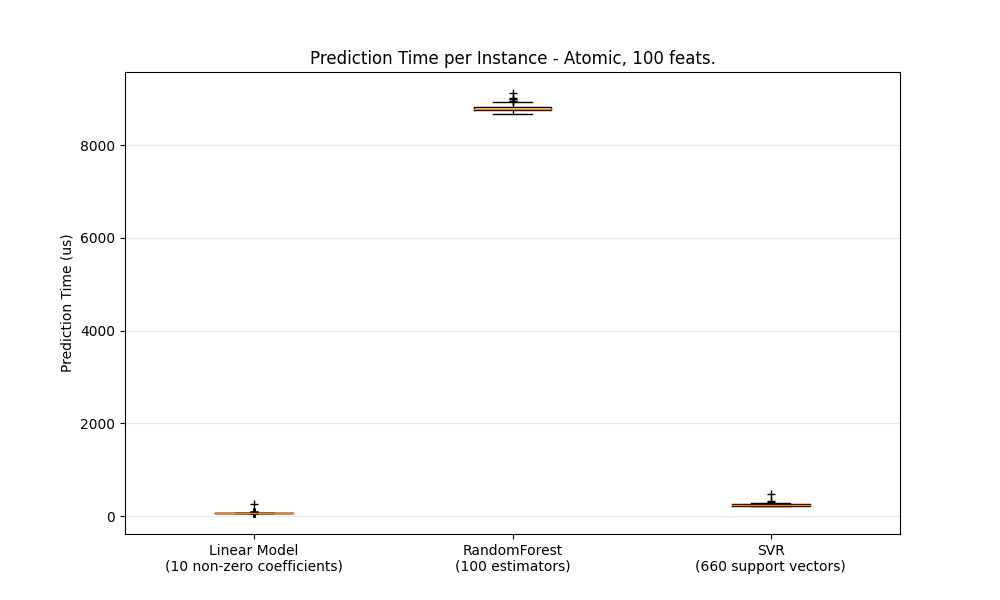 Prediction Time per Instance - Atomic, 100 feats.
Prediction Time (us)
8000
6000
4000
2000
0
Linear Model
(10 non-zero coefficients)
RandomForest
(100 estimators)
SVR
(660 support vectors)